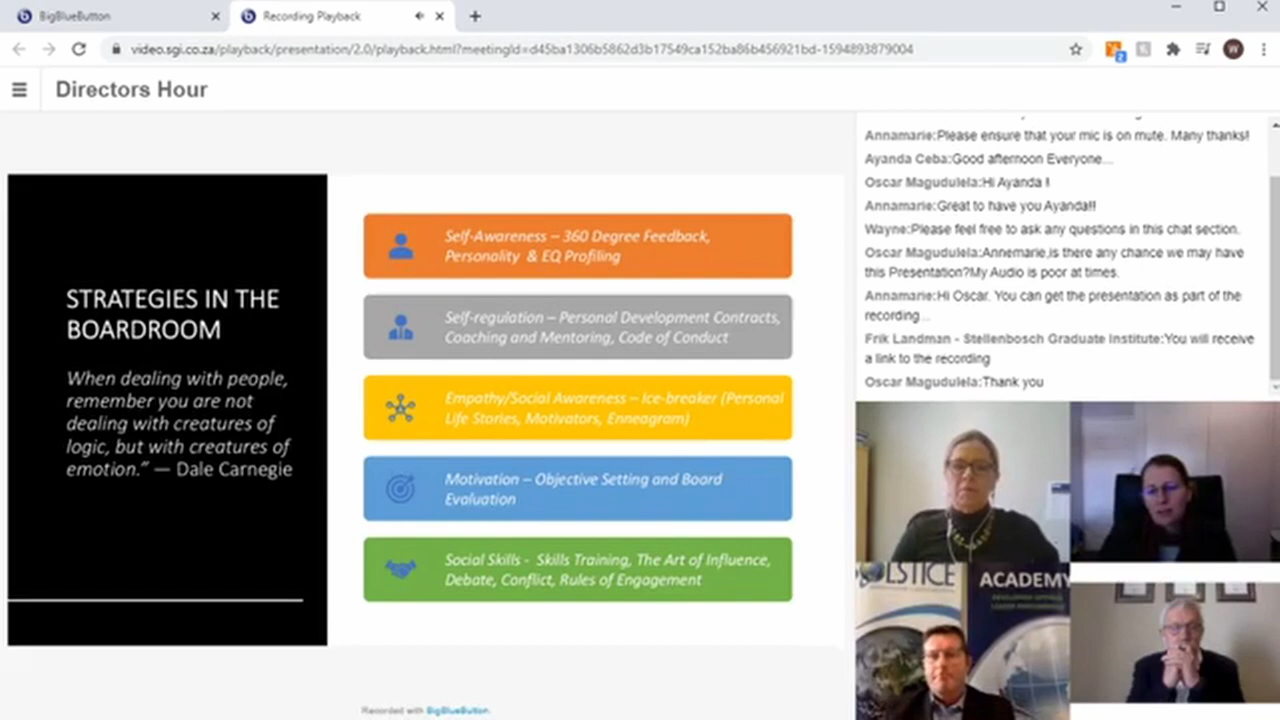 BigBlueButton
Recording Playback
video.sgi.co.za/playback/presentation/2.0/playback.html?meetingId=d45ba1306b5862d3b17549ca152ba86b456921bd-1594893879004
2
W
Directors Hour
STRATEGIES IN THE
BOARDROOM
When dealing with people,
remember you are not
dealing with creatures of
logic, but with creatures of
emotion.” — Dale Carnegie
Self-Awareness – 360 Degree Feedback,
Personality & EQ Profiling
Self-regulation – Personal Development Contracts,
Coaching and Mentoring, Code of Conduct
Empathy/Social Awareness – Ice-breaker (Personal
Life Stories, Motivators, Enneagram)
Motivation – Objective Setting and Board
Evaluation
Social Skills - Skills Training, The Art of Influence,
Debate, Conflict, Rules of Engagement
Recorded with BigBlueButton.
Annamarie:Please ensure that your mic is on mute. Many thanks!
Ayanda Ceba:Good afternoon Everyone...
Oscar Magudulela:Hi Ayanda !
Annamarie:Great to have you Ayanda!!!
Wayne:Please feel free to ask any questions in this chat section.
Oscar Magudulela:Annemarie,is there any chance we may have
this Presentation?My Audio is poor at times.
Annamarie:Hi Oscar. You can get the presentation as part of the
recording...
Frik Landman - Stellenbosch Graduate Institute:You will receive
a link to the recording
Oscar Magudulela:Thank you
SOLSTICE
ACADEMY